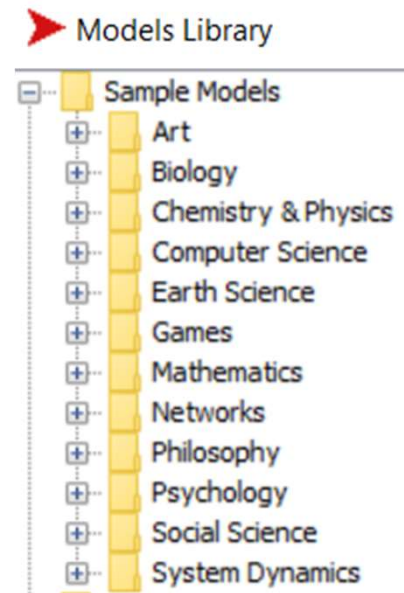 Models Library
Sample Models
Art
Biology
Chemistry & Physics
Computer Science
Earth Science
Games
Mathematics
Networks
Philosophy
Psychology
Social Science
System Dynamics